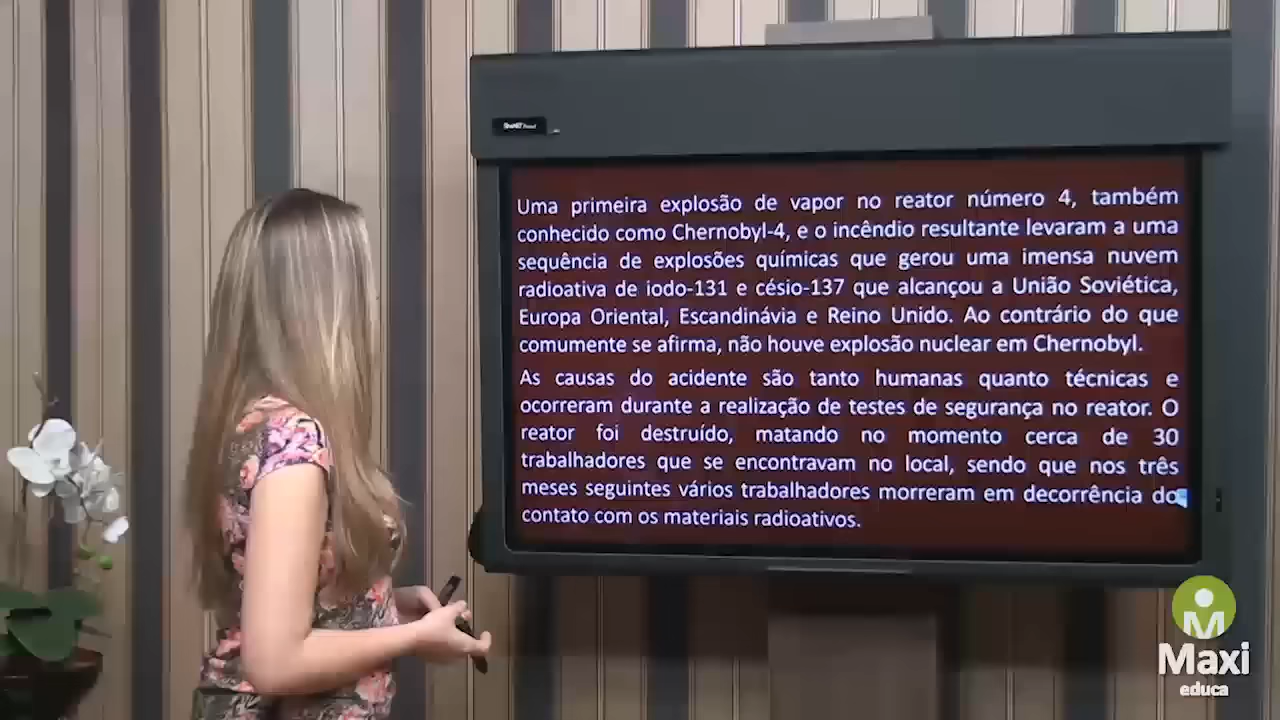 Uma primeira explosão de vapor no reator número 4, também
conhecido como Chernobyl-4, e o incêndio resultante levaram a uma
sequência de explosões químicas que gerou uma imensa nuvem
radioativa de iodo-131 e césio-137 que alcançou a União Soviética,
Europa Oriental, Escandinávia e Reino Unido. Ao contrário do que
comumente se afirma, não houve explosão nuclear em Chernobyl.
As causas do acidente são tanto humanas quanto técnicas e
ocorreram durante a realização de testes de segurança no reator. O
reator foi destruído, matando no momento cerca de 30
trabalhadores que se encontravam no local, sendo que nos três
meses seguintes vários trabalhadores morreram em decorrência do
contato com os materiais radioativos.
Maxi
educa